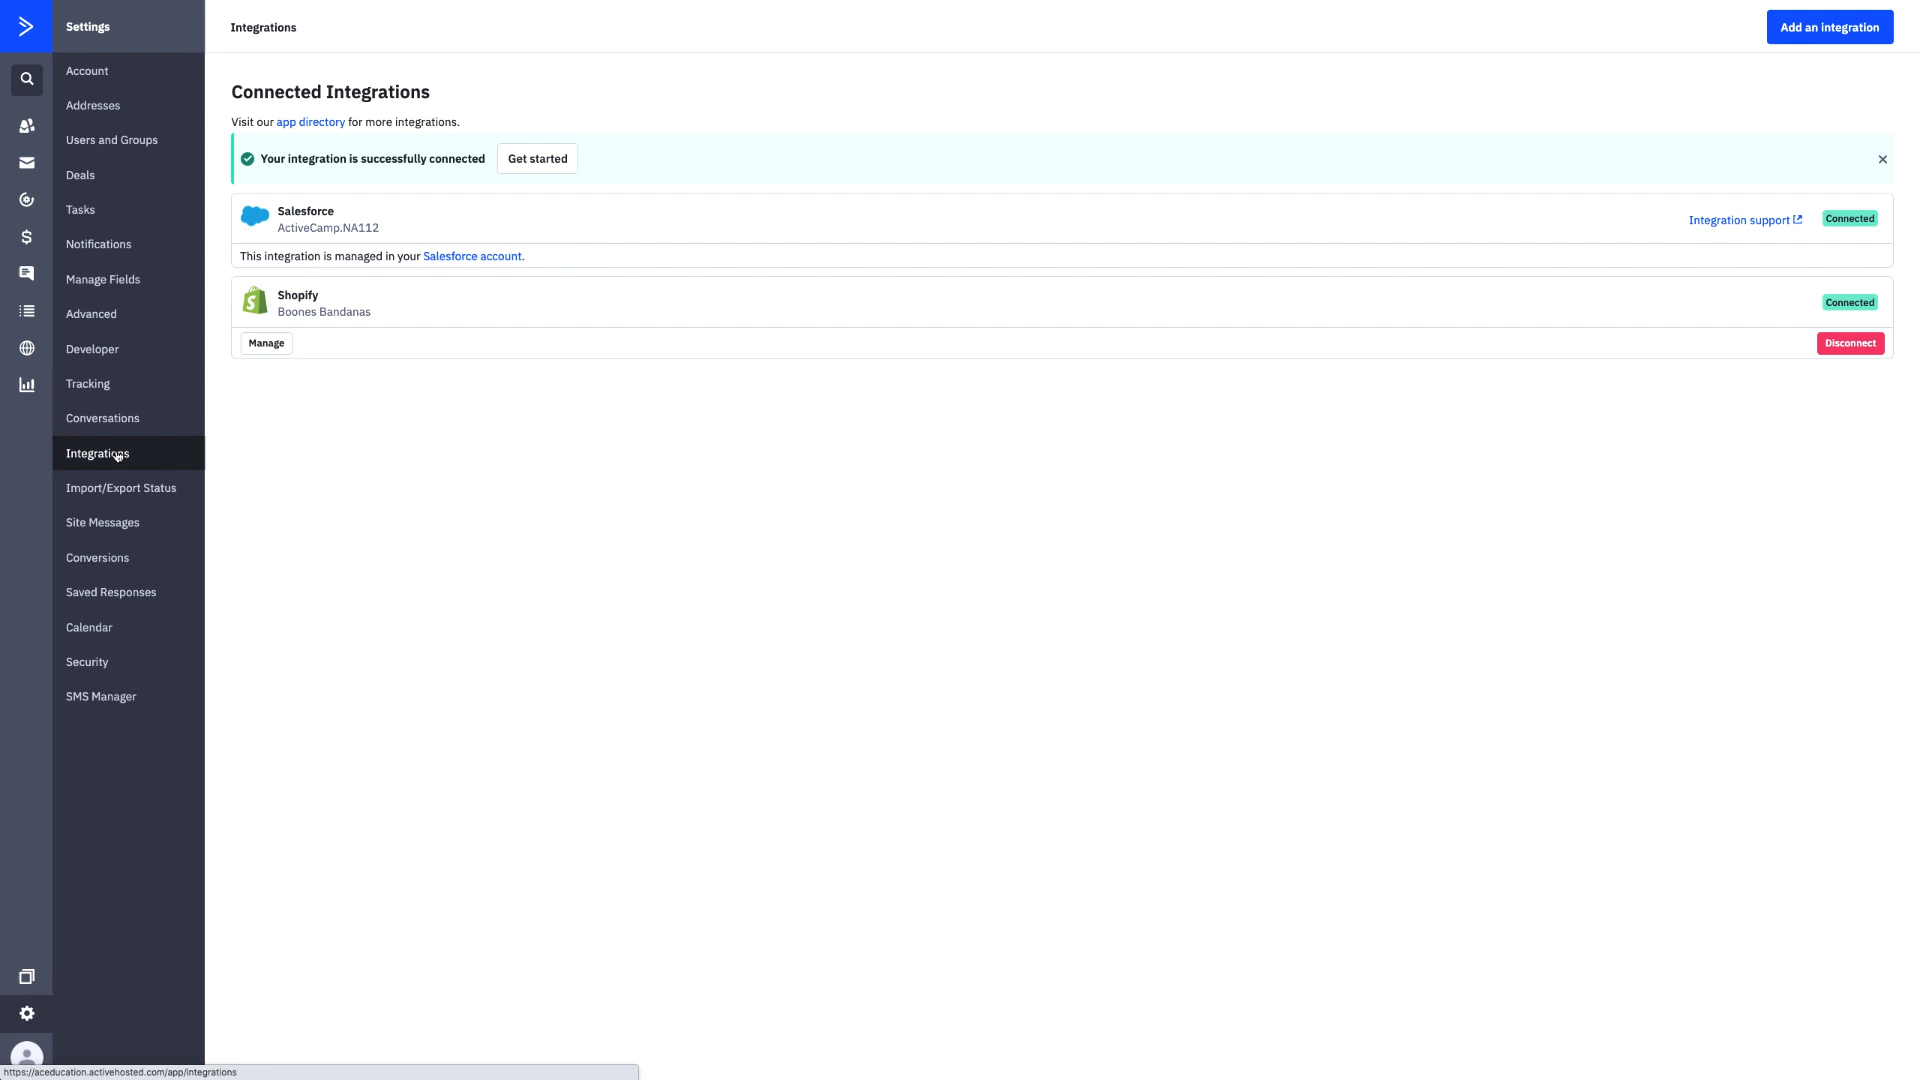 Settings
Account
Addresses
Users and Groups
Deals
Tasks
Notifications
Manage Fields
Advanced
Developer
Tracking
Conversations
Integrations
Import/Export Status
Site Messages
Conversions
Saved Responses
Calendar
Security
SMS Manager
Integrations
Add an integration
Connected Integrations
Visit our app directory for more integrations.
Your integration is successfully connected Get started
Salesforce
ActiveCamp.NA112
Integration support Connected
This integration is managed in your Salesforce account.
Shopify
Boones Bandanas
Connected
Manage Disconnect
https://aceducation.activehosted.com/app/integrations